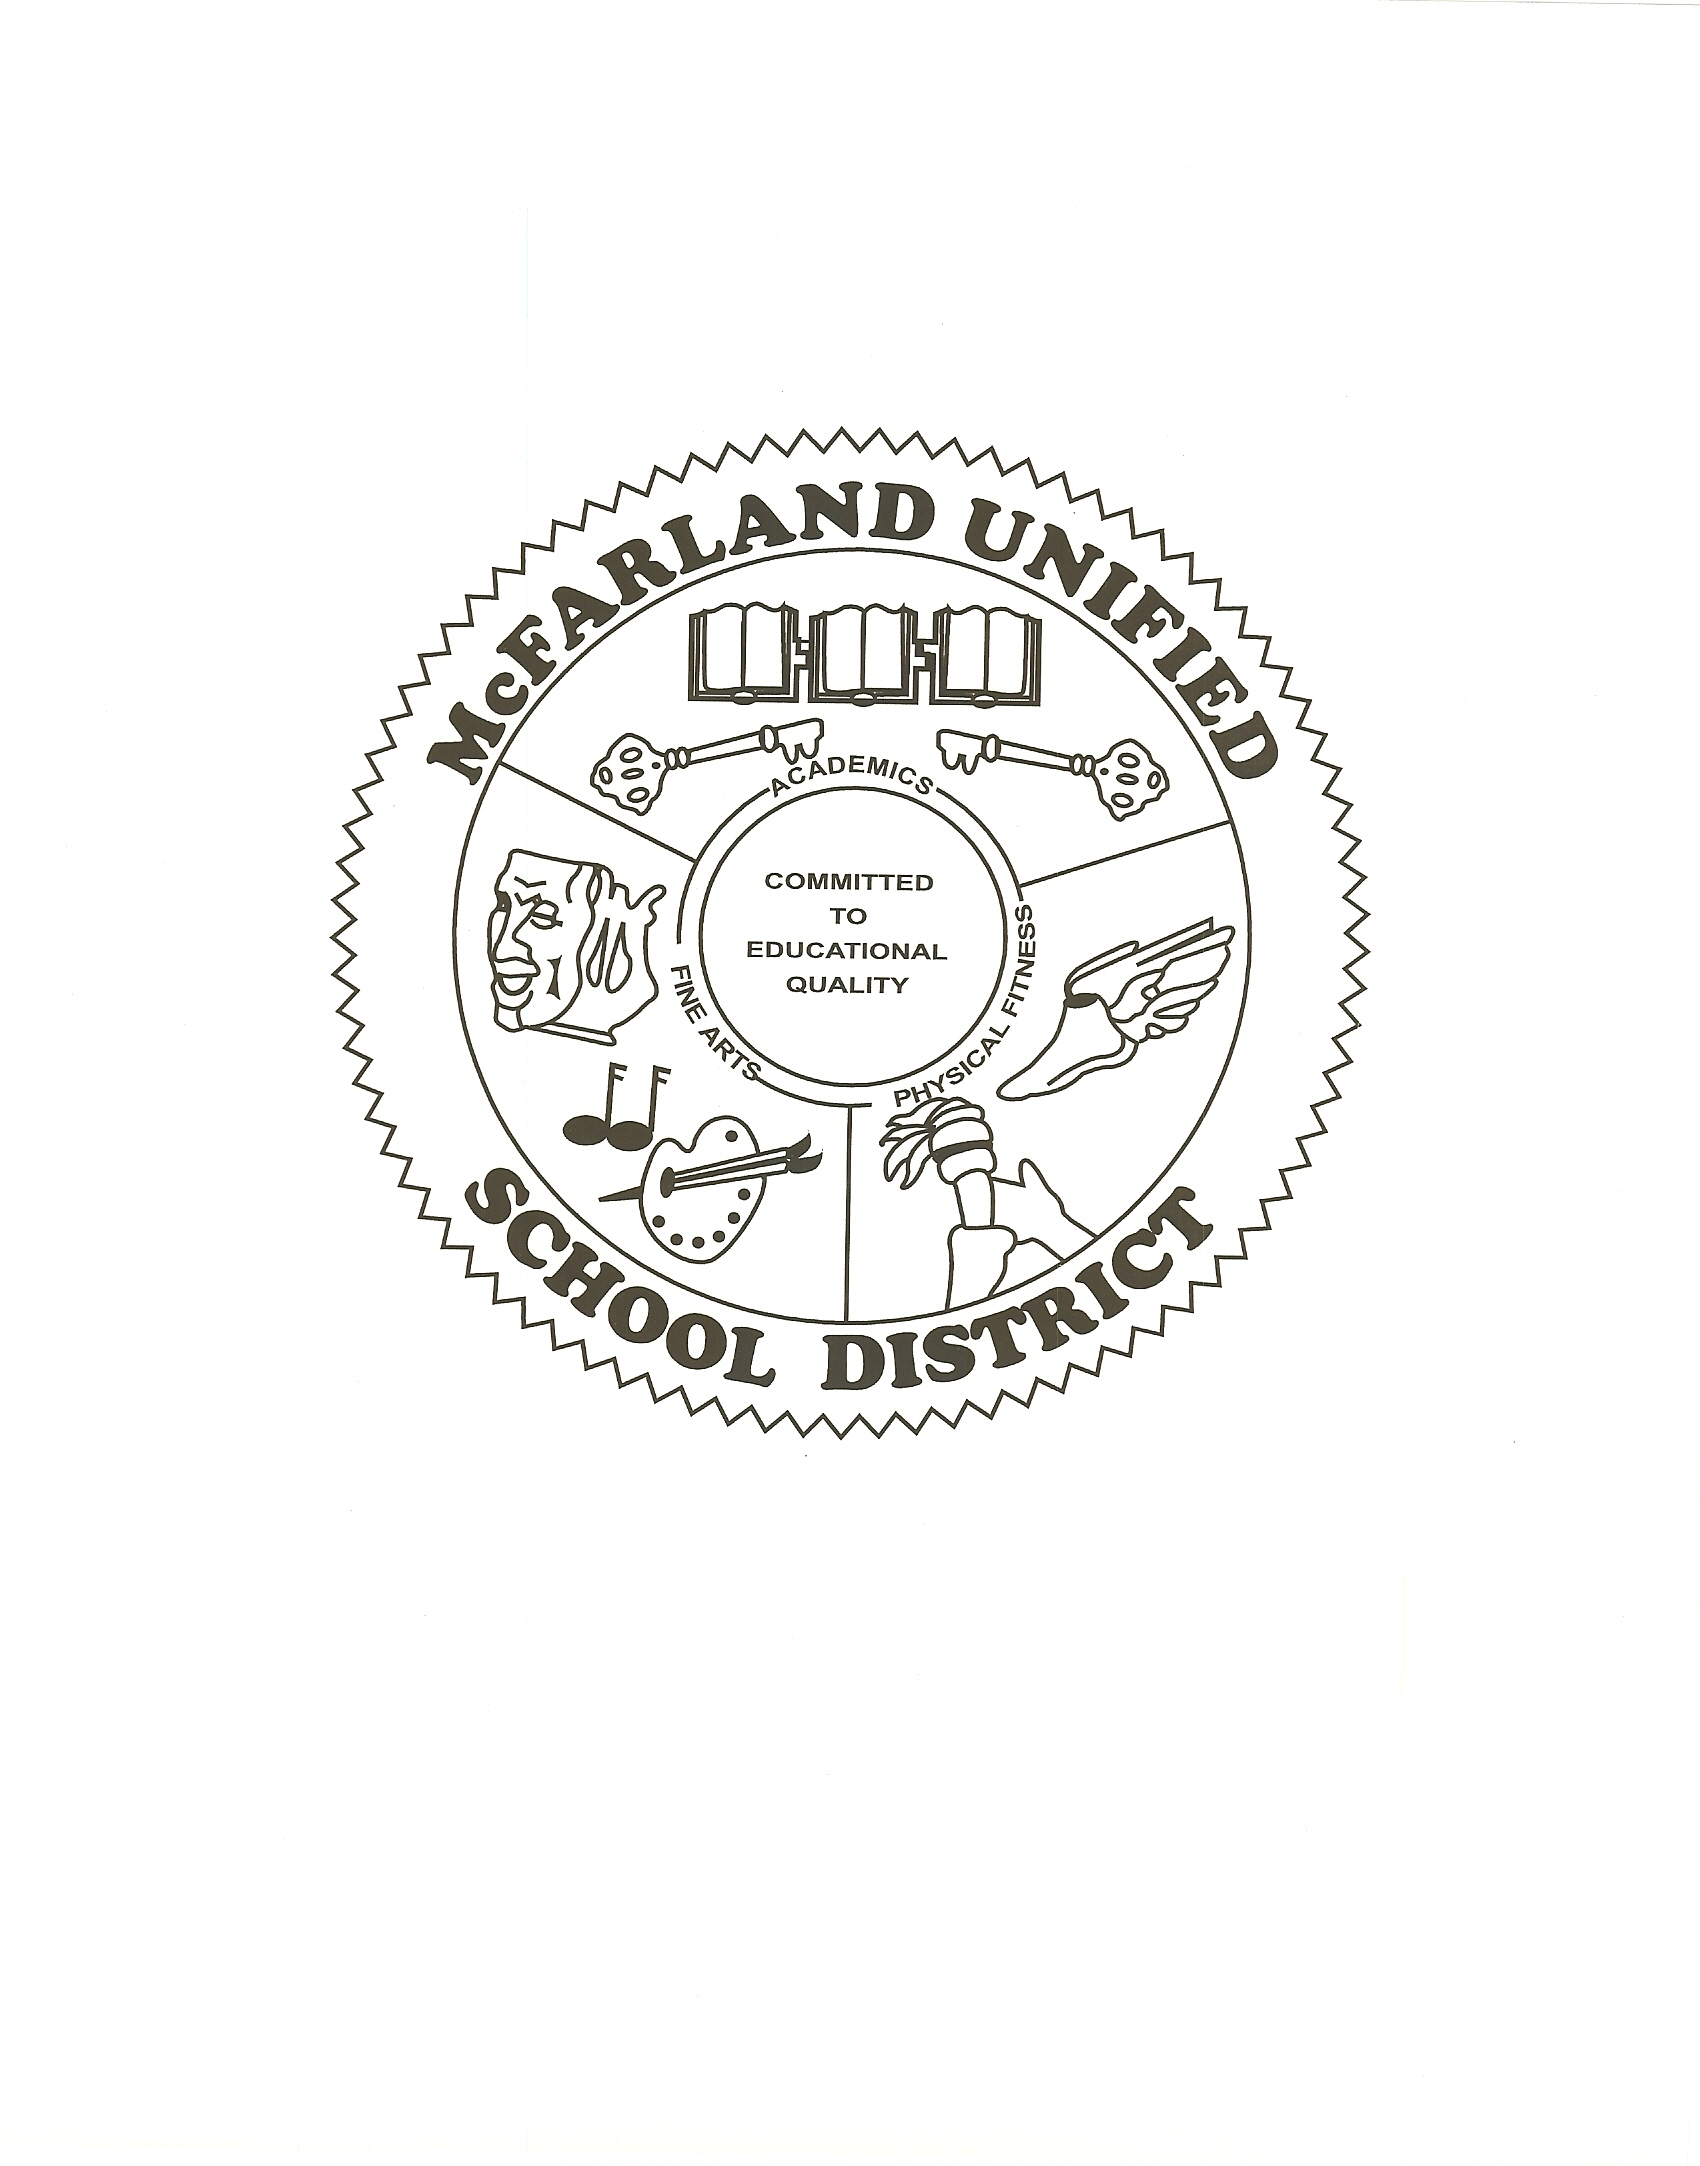 McFARLAND UNIFIED
ACADEMICS
COMMITTED
TO
EDUCATIONAL
QUALITY
FINE ARTS
PHYSICAL FITNESS
SCHOOL DISTRICT